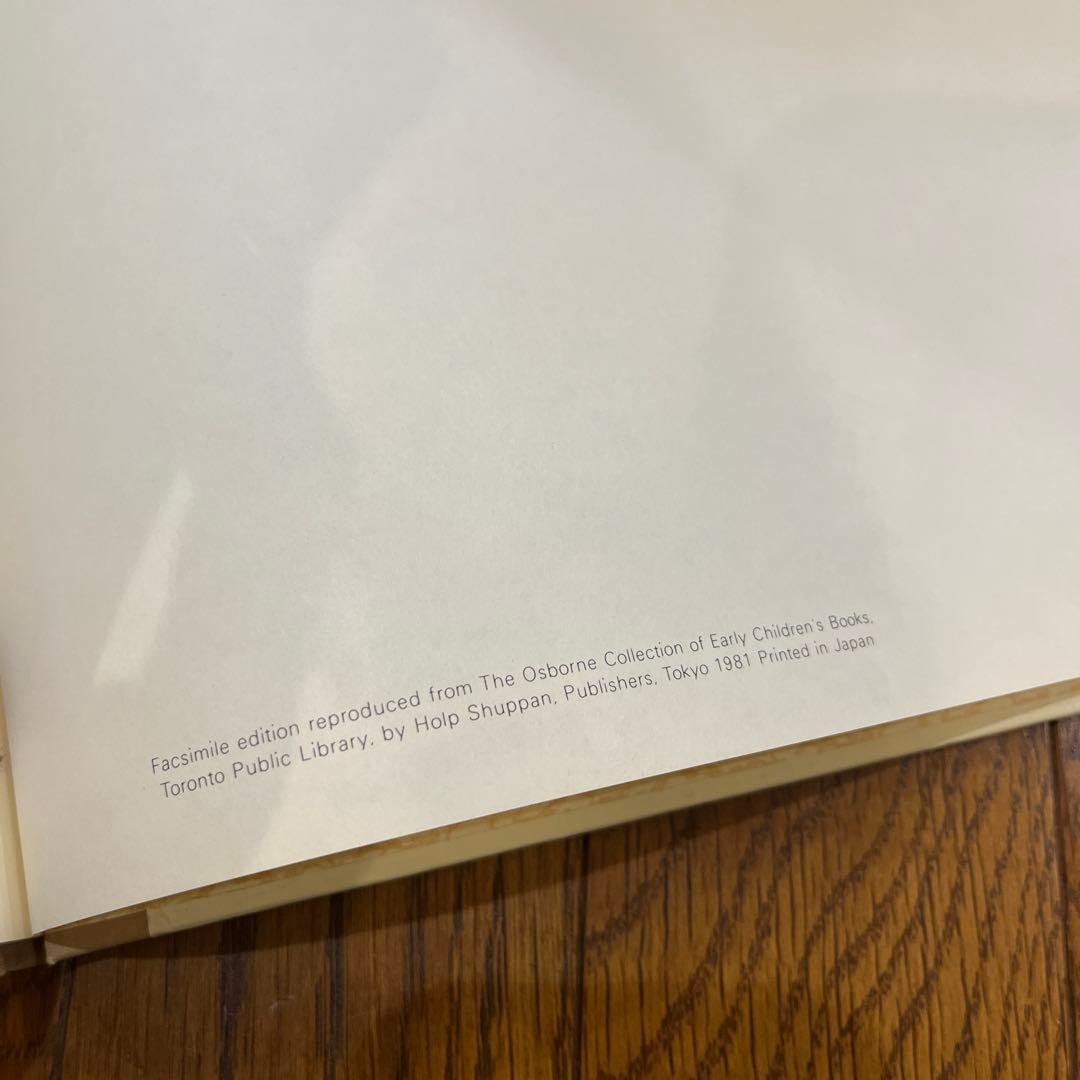 Facsimile edition reproduced from The Osborne Collection of Early Children's Books,
Toronto Public Library, by Holp Shuppan, Publishers, Tokyo 1981 Printed in Japan